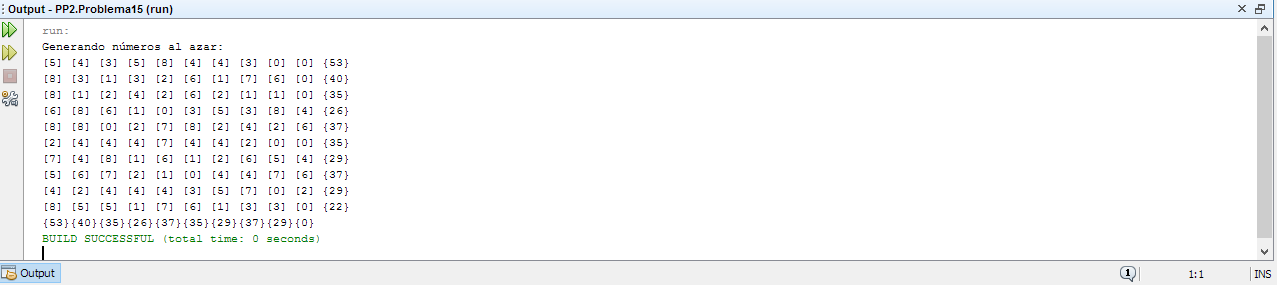 Output - PP2.Problema15 (run)
run:
Generando números al azar:
[5] [4] [3] [5] [8] [4] [4] [3] [0] [0] {53}
[8] [3] [1] [3] [2] [6] [1] [7] [6] [0] {40}
[8] [1] [2] [4] [2] [6] [2] [1] [1] [0] {35}
[6] [8] [6] [1] [0] [3] [5] [3] [8] [4] {26}
[8] [8] [0] [2] [7] [8] [2] [4] [2] [6] {37}
[2] [4] [4] [4] [7] [4] [4] [2] [0] [0] {35}
[7] [4] [8] [1] [6] [1] [2] [6] [5] [4] {29}
[5] [6] [7] [2] [1] [0] [4] [4] [7] [6] {37}
[4] [2] [4] [4] [4] [3] [5] [7] [0] [2] {29}
[8] [5] [5] [1] [7] [6] [1] [3] [3] [0] {22}
{53}{40}{35}{26}{37}{35}{29}{37}{29}{0}
BUILD SUCCESSFUL (total time: 0 seconds)
Output 1 1:1 INS